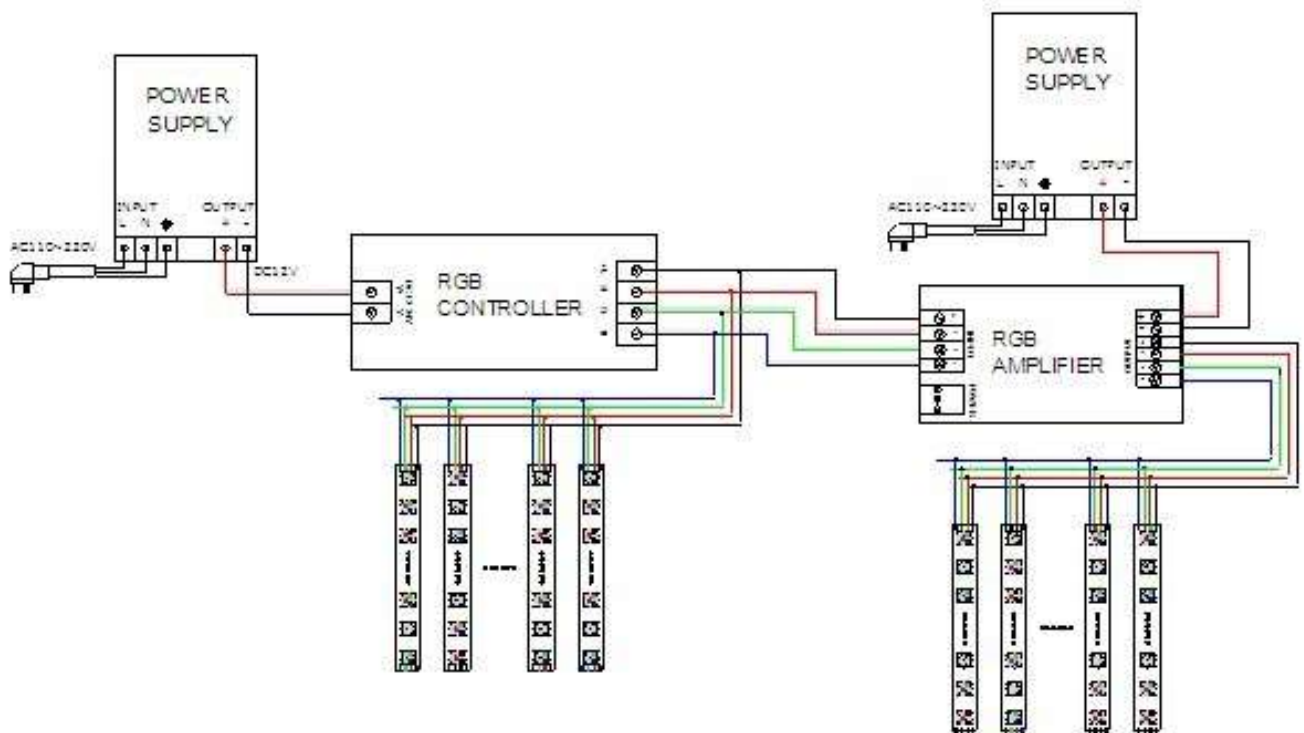 POWER
SUPPLY
INPUT OUTPUT
L N + -
AC110~220V
DC12V
RGB
CONTROLLER
POWER
SUPPLY
INPUT OUTPUT
L N + -
AC110~220V
RGB
AMPLIFIER